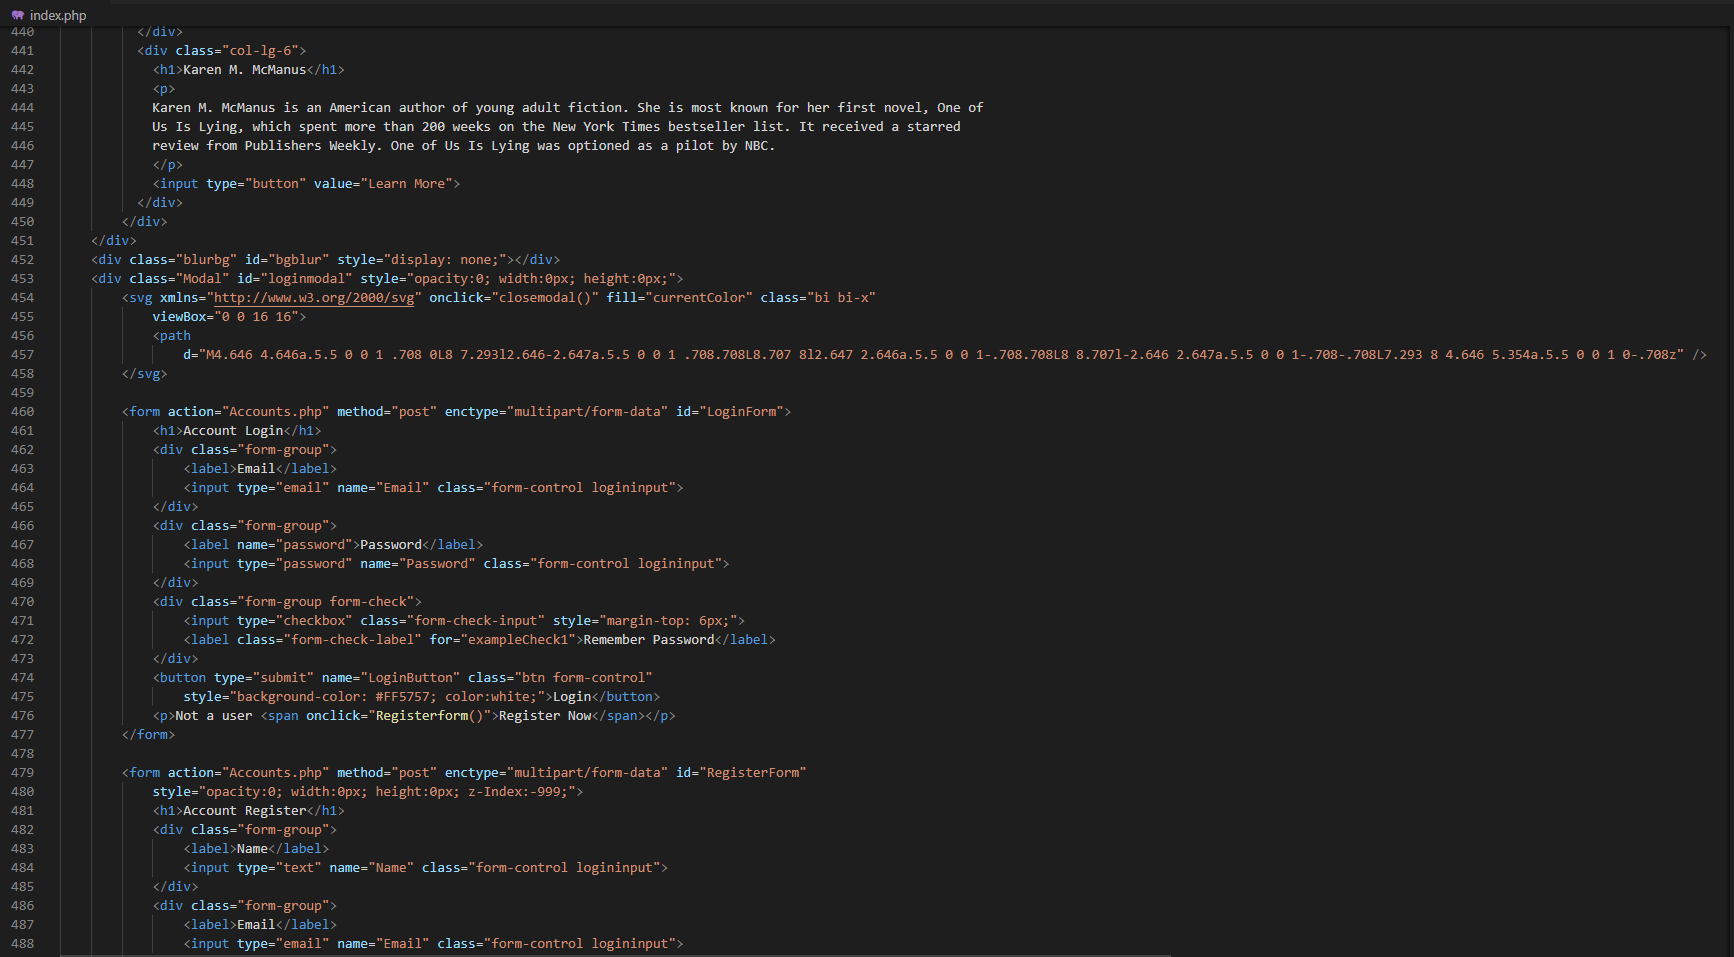 index.php
440 </div>
441 <div class="col-lg-6">
442 <h1>Karen M. McManus</h1>
443 <p>
444 Karen M. McManus is an American author of young adult fiction. She is most known for her first novel, One of
445 Us Is Lying, which spent more than 200 weeks on the New York Times bestseller list. It received a starred
446 review from Publishers Weekly. One of Us Is Lying was optioned as a pilot by NBC.
447 </p>
448 <input type="button" value="Learn More">
449 </div>
450 </div>
451 </div>
452 <div class="blurbg" id="bgblur" style="display: none;"></div>
453 <div class="Modal" id="loginmodal" style="opacity:0; width:0px; height:0px;">
454 <svg xmlns="http://www.w3.org/2000/svg" onclick="closemodal()" fill="currentColor" class="bi bi-x"
455 viewBox="0 0 16 16">
456 <path
457 d="M4.646 4.646a.5.5 0 0 1 .708 0L8 7.293l2.646-2.647a.5.5 0 0 1 .708.708L8.707 8l2.647 2.646a.5.5 0 0 1-.708.708L8 8.707l-2.646 2.647a.5.5 0 0 1-.708-.708L7.293 8 4.646 5.354a.5.5 0 0 1 0-.708z" />
458 </svg>
459
460 <form action="Accounts.php" method="post" enctype="multipart/form-data" id="LoginForm">
461 <h1>Account Login</h1>
462 <div class="form-group">
463 <label>Email</label>
464 <input type="email" name="Email" class="form-control logininput">
465 </div>
466 <div class="form-group">
467 <label name="password">Password</label>
468 <input type="password" name="Password" class="form-control logininput">
469 </div>
470 <div class="form-group form-check">
471 <input type="checkbox" class="form-check-input" style="margin-top: 6px;">
472 <label class="form-check-label" for="exampleCheck1">Remember Password</label>
473 </div>
474 <button type="submit" name="LoginButton" class="btn form-control"
475 style="background-color: #FF5757; color:white;">Login</button>
476 <p>Not a user <span onclick="Registerform()">Register Now</span></p>
477 </form>
478
479 <form action="Accounts.php" method="post" enctype="multipart/form-data" id="RegisterForm"
480 style="opacity:0; width:0px; height:0px; z-Index:-999;">
481 <h1>Account Register</h1>
482 <div class="form-group">
483 <label>Name</label>
484 <input type="text" name="Name" class="form-control logininput">
485 </div>
486 <div class="form-group">
487 <label>Email</label>
488 <input type="email" name="Email" class="form-control logininput">